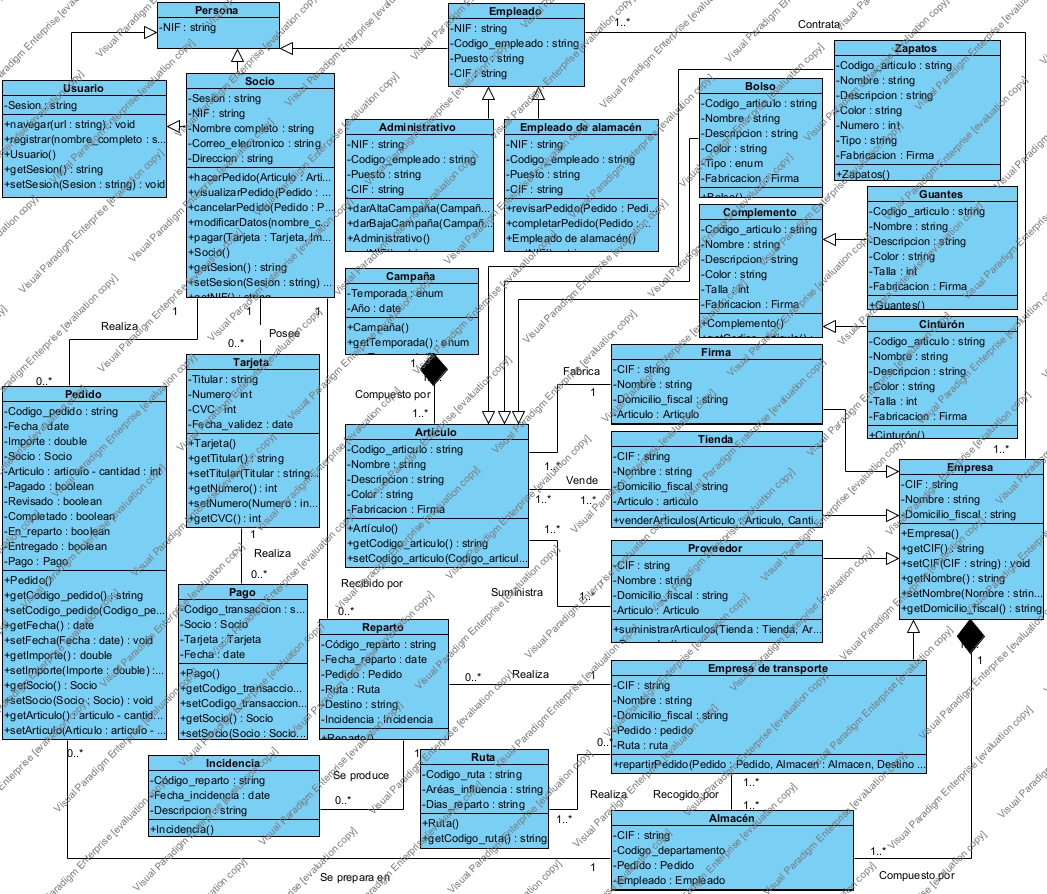 Persona
-NIF : string
Empleado
-NIF : string
-Codigo_empleado : string
-Puesto : string
-CIF : string
1..*
Contrata
Zapatos
-Codigo_articulo : string
-Nombre : string
-Descripcion : string
-Color : string
-Numero : int
-Tipo : string
-Fabricacion : Firma
+Zapatos()
Usuario
-Sesion : string
+navegar(url : string) : void
+registrar(nombre_completo : s...
+Usuario()
+getSesion() : string
+setSesion(Sesion : string) : void
Socio
-Sesion : string
-NIF : string
-Nombre completo : string
-Correo_electronico : string
-Direccion : string
+hacerPedido(Articulo : Arti...
+visualizarPedido(Pedido : ...
+cancelarPedido(Pedido : P...
+modificarDatos(nombre_c...
+pagar(Tarjeta : Tarjeta, Im...
+Socio()
+getSesion() : string
+setSesion(Sesion : string) ...
+getNIF() : string
Administrativo
-NIF : string
-Codigo_empleado : string
-Puesto : string
-CIF : string
+darAltaCampaña(Campañ...
+darBajaCampaña(Campañ...
+Administrativo()
Empleado de alamacén
-NIF : string
-Codigo_empleado : string
-Puesto : string
-CIF : string
+revisarPedido(Pedido : Pedi...
+completarPedido(Pedido : ...
+Empleado de alamacén()
Bolso
-Codigo_articulo : string
-Nombre : string
-Descripcion : string
-Color : string
-Tipo : enum
-Fabricacion : Firma
+Bolso()
Complemento
-Codigo_articulo : string
-Nombre : string
-Descripcion : string
-Color : string
-Talla : int
-Fabricacion : Firma
+Complemento()
Guantes
-Codigo_articulo : string
-Nombre : string
-Descripcion : string
-Color : string
-Talla : int
-Fabricacion : Firma
+Guantes()
Cinturón
-Codigo_articulo : string
-Nombre : string
-Descripcion : string
-Color : string
-Talla : int
-Fabricacion : Firma
+Cinturón()
Campaña
-Temporada : enum
-Año : date
+Campaña()
+getTemporada() : enum
1
Compuesto por
1..*
1
Realiza
0..*
1
Posee
0..*
1
Tarjeta
-Titular : string
-Numero : int
-CVC : int
-Fecha_validez : date
+Tarjeta()
+getTitular() : string
+setTitular(Titular : string...
+getNumero() : int
+setNumero(Numero : in...
+getCVC() : int
1
Realiza
0..*
Pedido
-Codigo_pedido : string
-Fecha : date
-Importe : double
-Socio : Socio
-Articulo : articulo - cantidad : int
-Pagado : boolean
-Revisado : boolean
-Completado : boolean
-En_reparto : boolean
-Entregado : boolean
-Pago : Pago
+Pedido()
+getCodigo_pedido() : string
+setCodigo_pedido(Codigo_pe...
+getFecha() : date
+setFecha(Fecha : date) : void
+getImporte() : double
+setImporte(Importe : double) :...
+getSocio() : Socio
+setSocio(Socio : Socio) : void
+getArticulo() : articulo - cantid...
+setArticulo(Articulo : articulo - ...
Artículo
-Codigo_articulo : string
-Nombre : string
-Descripcion : string
-Color : string
-Fabricacion : Firma
+Artículo()
+getCodigo_articulo() : string
+setCodigo_articulo(Codigo_articul...
Fabrica
1
1..*
Vende
1..*
1..*
1..*
Suministra
1..*
Firma
-CIF : string
-Nombre : string
-Domicilio_fiscal : string
-Articulo : Articulo
Tienda
-CIF : string
-Nombre : string
-Domicilio_fiscal : string
-Articulo : articulo
+venderArticulos(Articulo : Articulo, Canti...
Proveedor
-CIF : string
-Nombre : string
-Domicilio_fiscal : string
-Articulo : Articulo
+suministrarArticulos(Tienda : Tienda, Ar...
1..*
Empresa
-CIF : string
-Nombre : string
-Domicilio_fiscal : string
+Empresa()
+getCIF() : string
+setCIF(CIF : string) : void
+getNombre() : string
+setNombre(Nombre : strin...
+getDomicilio_fiscal() : string
1
Pago
-Codigo_transaccion : s...
-Socio : Socio
-Tarjeta : Tarjeta
-Fecha : date
+Pago()
+getCodigo_transaccio...
+setCodigo_transaccion...
+getSocio() : Socio
+setSocio(Socio : Socio...
Recibido por
0..*
Reparto
-Código_reparto : string
-Fecha_reparto : date
-Pedido : Pedido
-Ruta : Ruta
-Destino : string
-Incidencia : Incidencia
+Reparto()
0..*
Realiza
1
Empresa de transporte
-CIF : string
-Nombre : string
-Domicilio_fiscal : string
-Pedido : pedido
-Ruta : ruta
+repartirPedido(Pedido : Pedido, Almacen : Almacen, Destino ...
0..*
Realiza
1..*
1..*
Recogido por
1..*
Incidencia
-Código_reparto : string
-Fecha_incidencia : date
-Descripcion : string
+Incidencia()
1
Se produce
0..*
Ruta
-Codigo_ruta : string
-Aréas_influencia : string
-Dias_reparto : string
+Ruta()
+getCodigo_ruta() : string
Almacén
-CIF : string
-Codigo_departamento
-Pedido : Pedido
-Empleado : Empleado
0..*
Se prepara en
1
1..*
Compuesto por
Visual Paradigm Enterprise [evaluation copy]